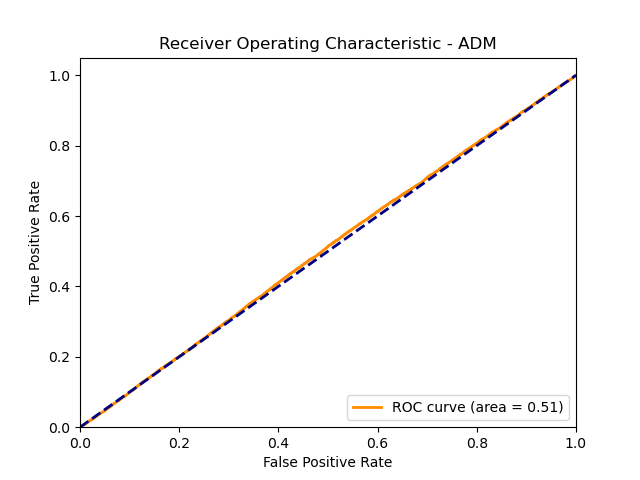 Receiver Operating Characteristic - ADM
1.0
0.8
0.6
0.4
0.2
0.0
True Positive Rate
ROC curve (area = 0.51)
0.0 0.2 0.4 0.6 0.8 1.0
False Positive Rate